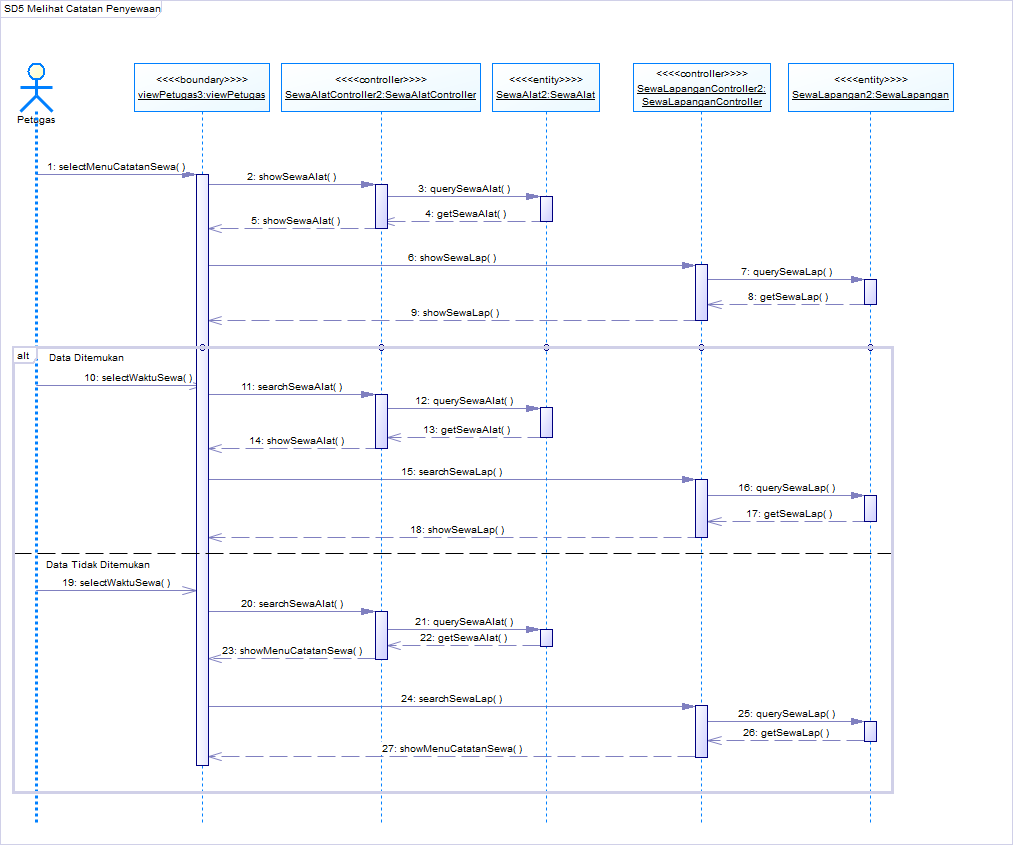 SD5 Melihat Catatan Penyewaan
Petugas
<<<<boundary>>>>
viewPetugas3:viewPetugas
<<<<controller>>>>
SewaAlatController2:SewaAlatController
<<<<entity>>>>
SewaAlat2:SewaAlat
<<<<controller>>>>
SewaLapanganController2:
SewaLapanganController
<<<<entity>>>>
SewaLapangan2:SewaLapangan
1: selectMenuCatatanSewa( )
2: showSewaAlat( )
3: querySewaAlat( )
4: getSewaAlat( )
5: showSewaAlat( )
6: showSewaLap( )
7: querySewaLap( )
8: getSewaLap( )
9: showSewaLap( )
alt
Data Ditemukan
10: selectWaktuSewa( )
11: searchSewaAlat( )
12: querySewaAlat( )
13: getSewaAlat( )
14: showSewaAlat( )
15: searchSewaLap( )
16: querySewaLap( )
17: getSewaLap( )
18: showSewaLap( )
Data Tidak Ditemukan
19: selectWaktuSewa( )
20: searchSewaAlat( )
21: querySewaAlat( )
22: getSewaAlat( )
23: showMenuCatatanSewa( )
24: searchSewaLap( )
25: querySewaLap( )
26: getSewaLap( )
27: showMenuCatatanSewa( )